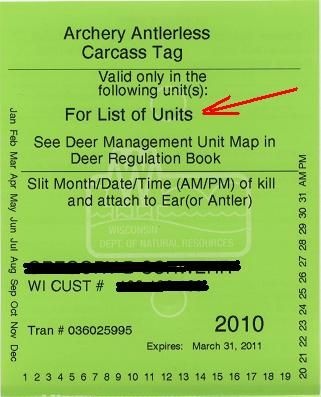 Archery Antlerless
Carcass Tag
Valid only in the
following unit(s):
For List of Units
See Deer Management Unit Map in
Deer Regulation Book
Slit Month/Date/Time (AM/PM) of kill
and attach to Ear(or Antler)
WISCONSIN
DEPT. OF NATURAL RESOURCES
WI CUST #
Tran # 036025995
2010
Expires: March 31, 2011
Jan Feb Mar Apr May Jun Jul Aug Sep Oct Nov Dec
1 2 3 4 5 6 7 8 9 10 11 12 13 14 15 16 17 18 19
20 21 22 23 24 25 26 27 28 29 30 31 AM PM